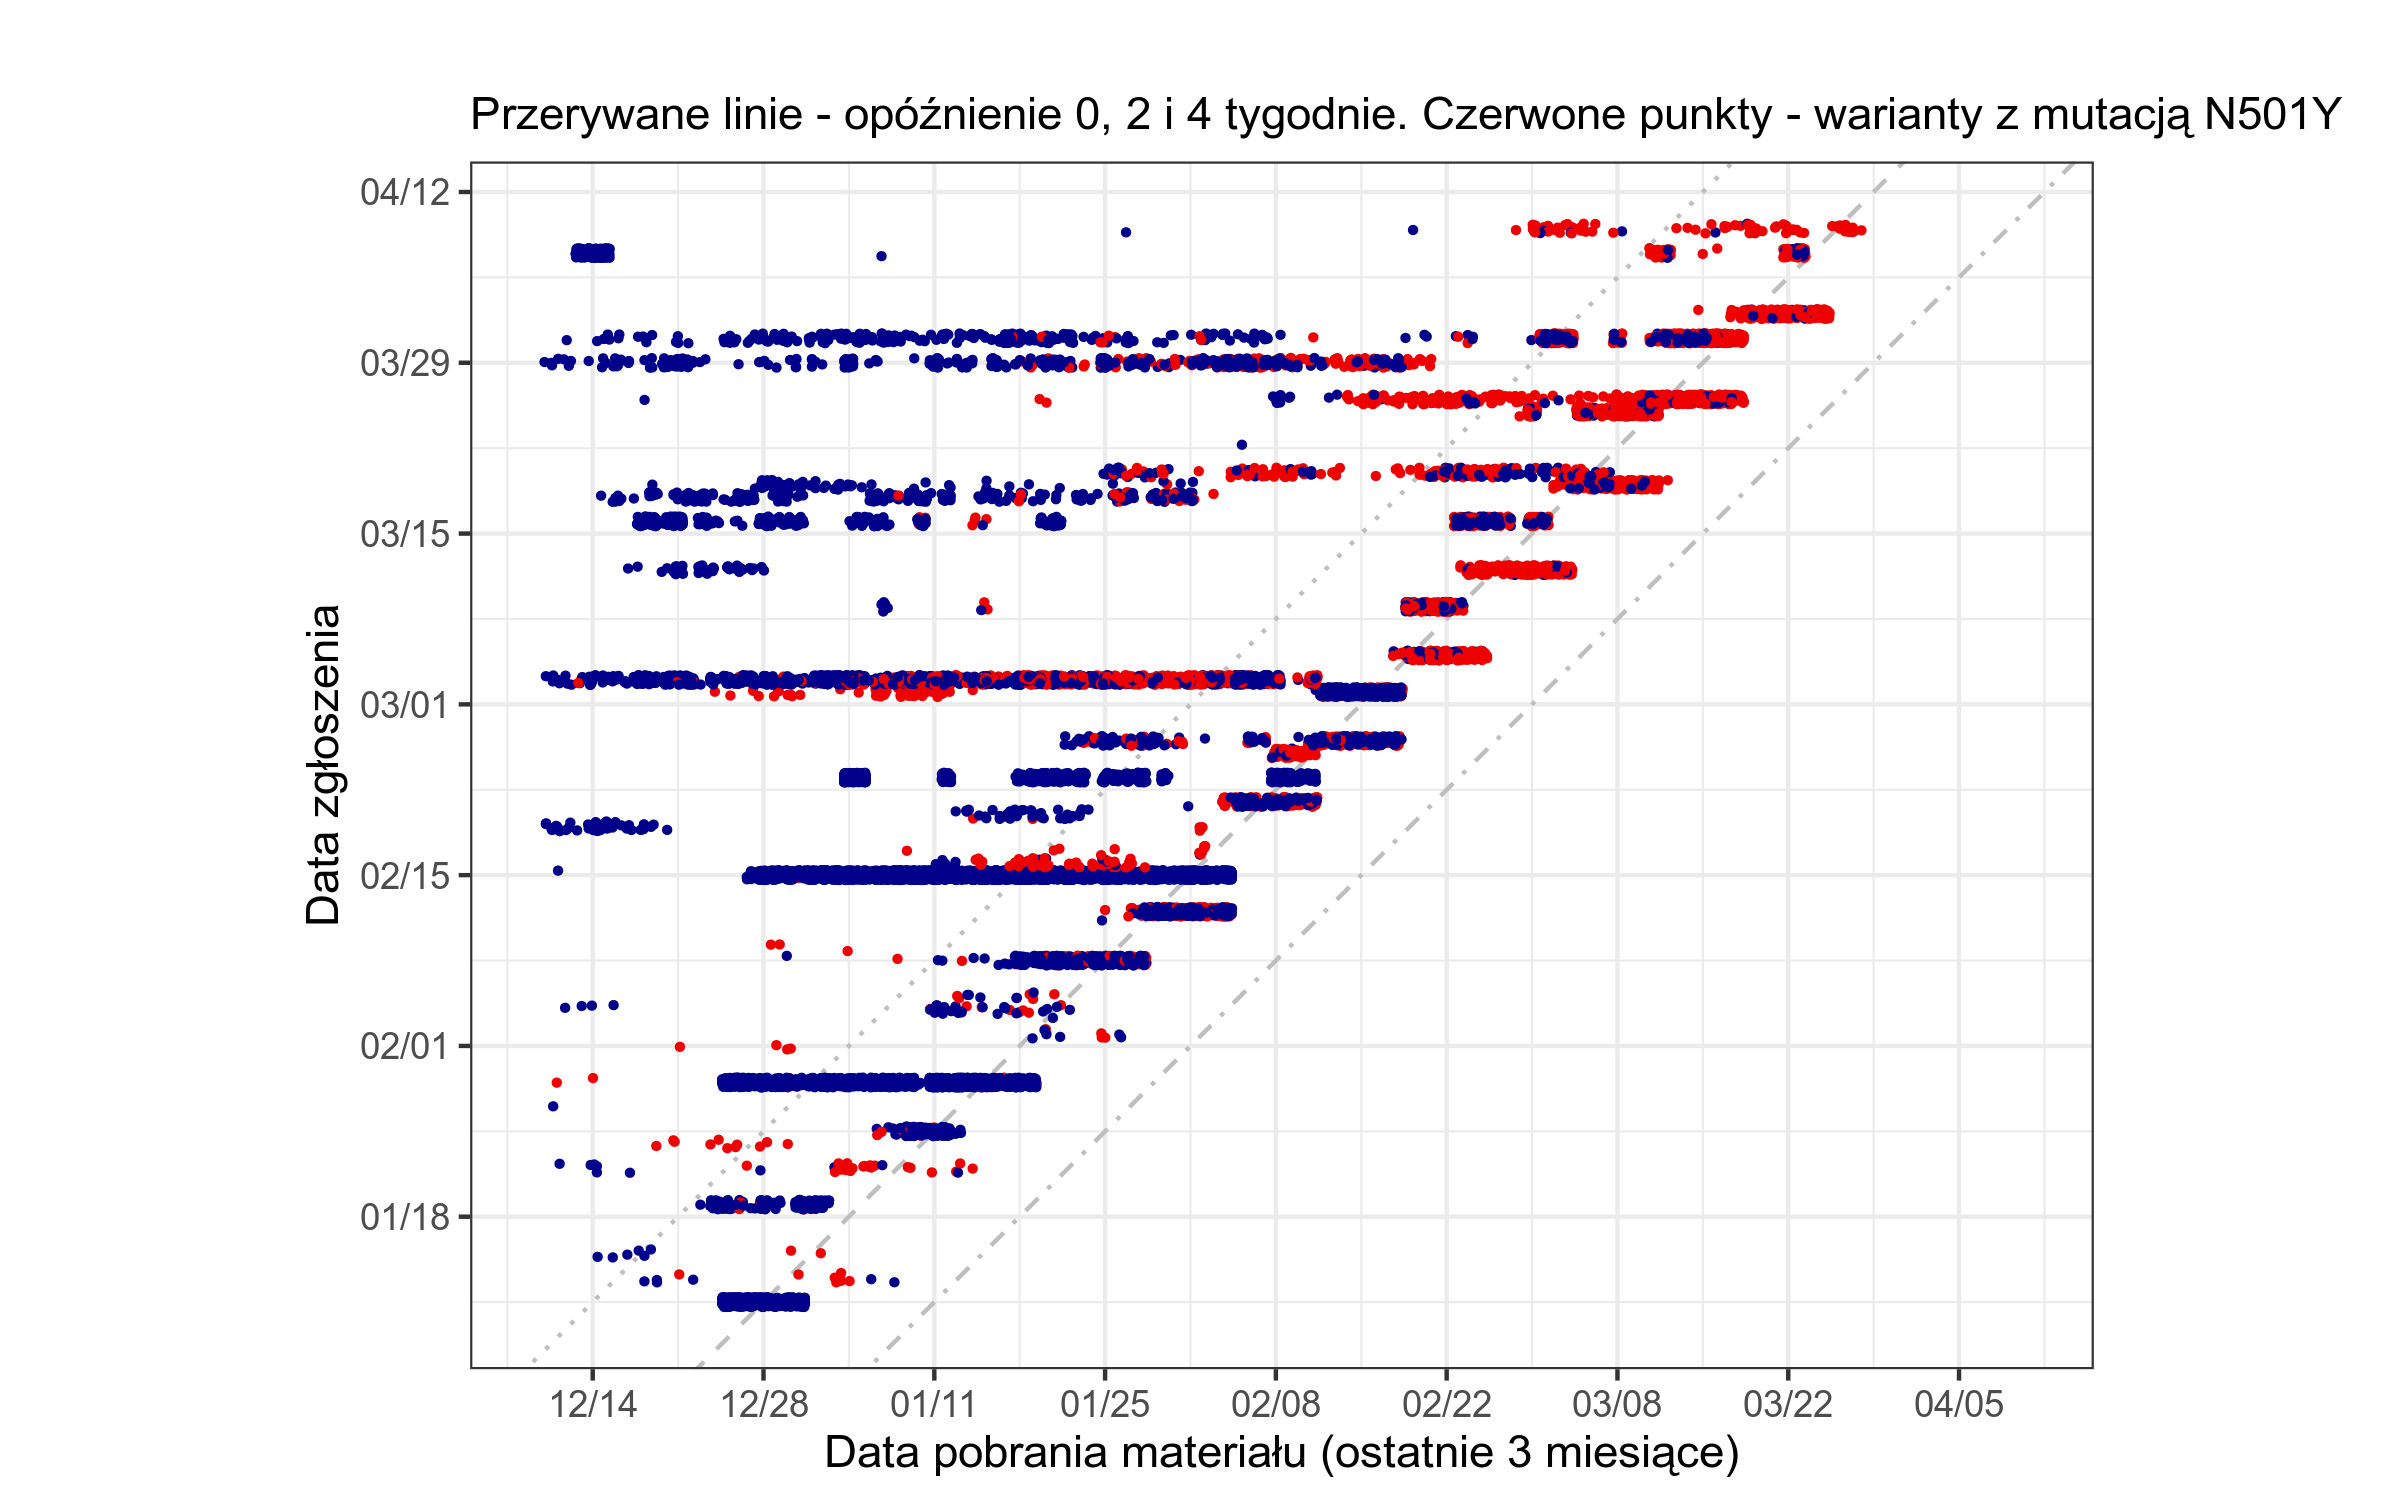 Przerywane linie - opóźnienie 0, 2 i 4 tygodnie. Czerwone punkty - warianty z mutacją N501Y
04/12
03/29
03/15
03/01
02/15
02/01
01/18
Data zgłoszenia
12/14 12/28 01/11 01/25 02/08 02/22 03/08 03/22 04/05
Data pobrania materiału (ostatnie 3 miesiące)